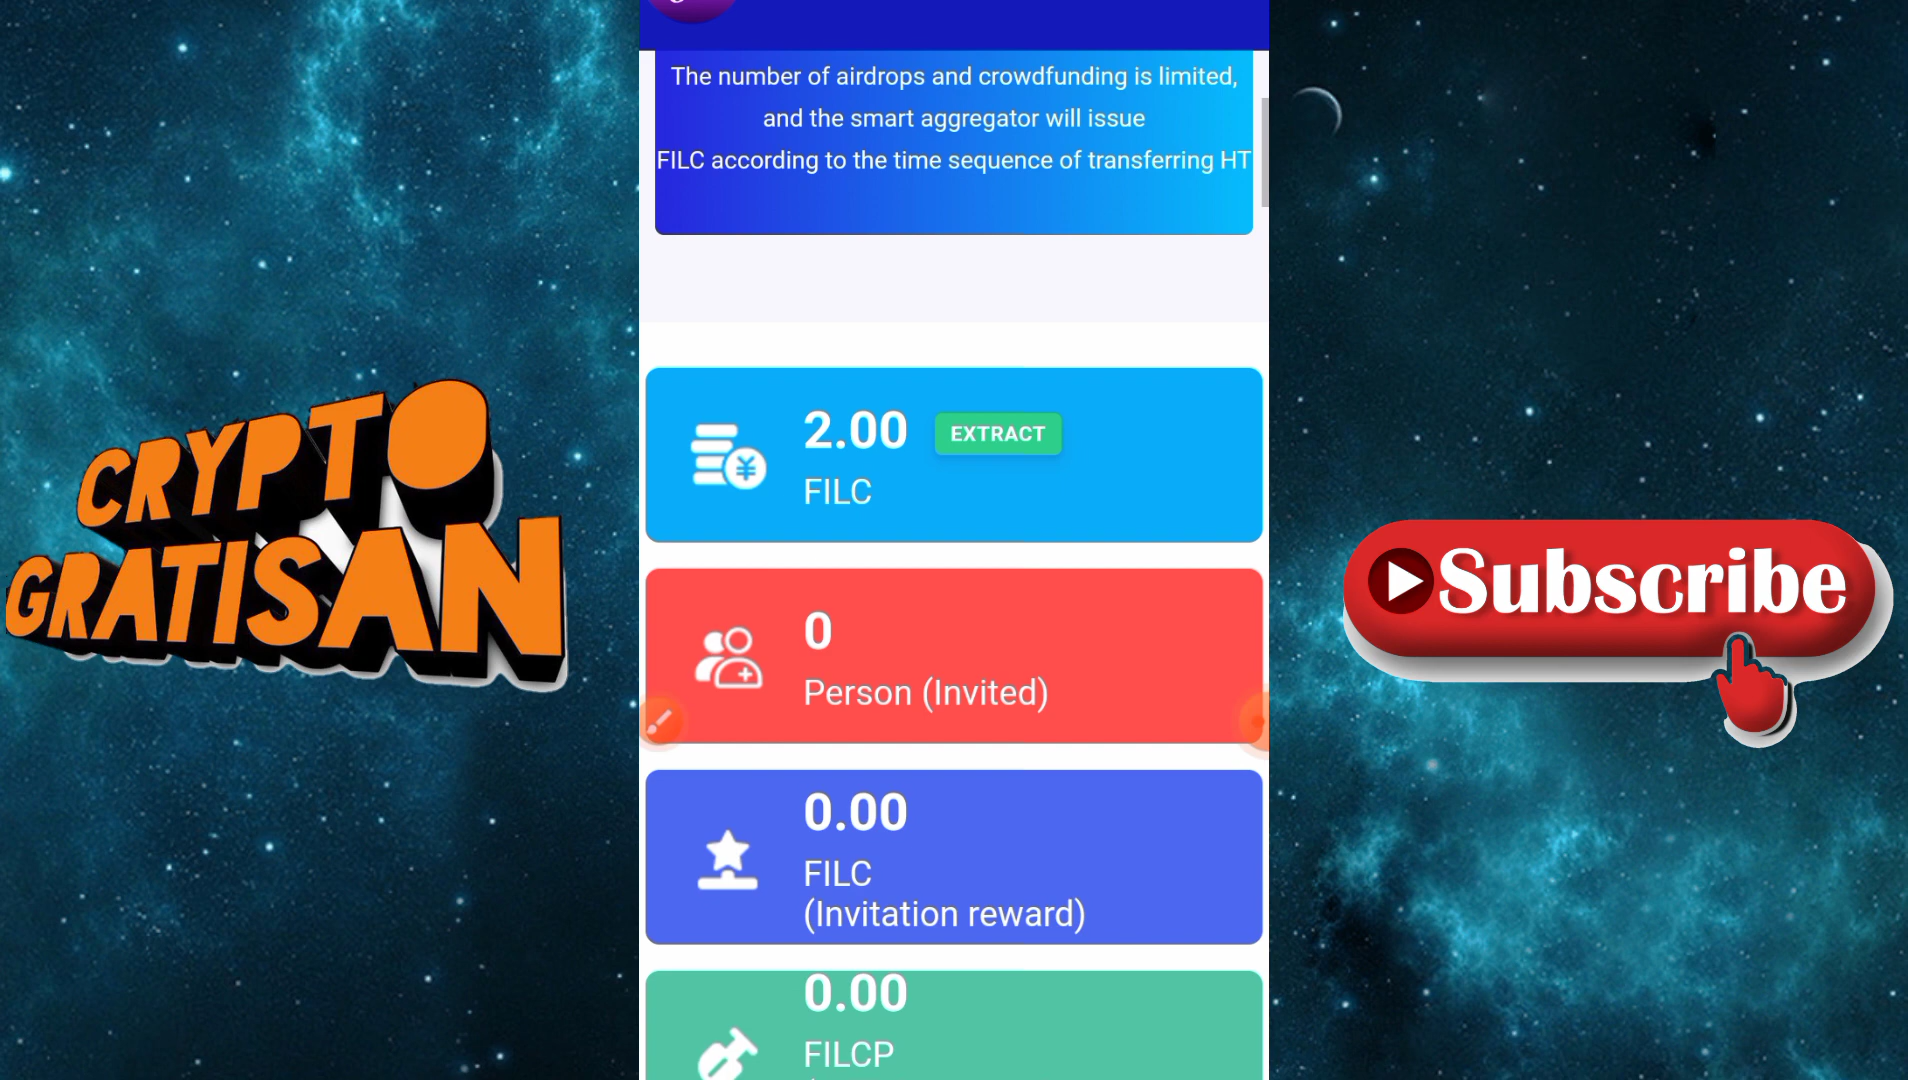 The number of airdrops and crowdfunding is limited,
and the smart aggregator will issue
FILC according to the time sequence of transferring HT
2.00
EXTRACT
FILC
0
Person (Invited)
0.00
FILC
(Invitation reward)
0.00
FILCP
CRYPTO
GRATISAN
Subscribe